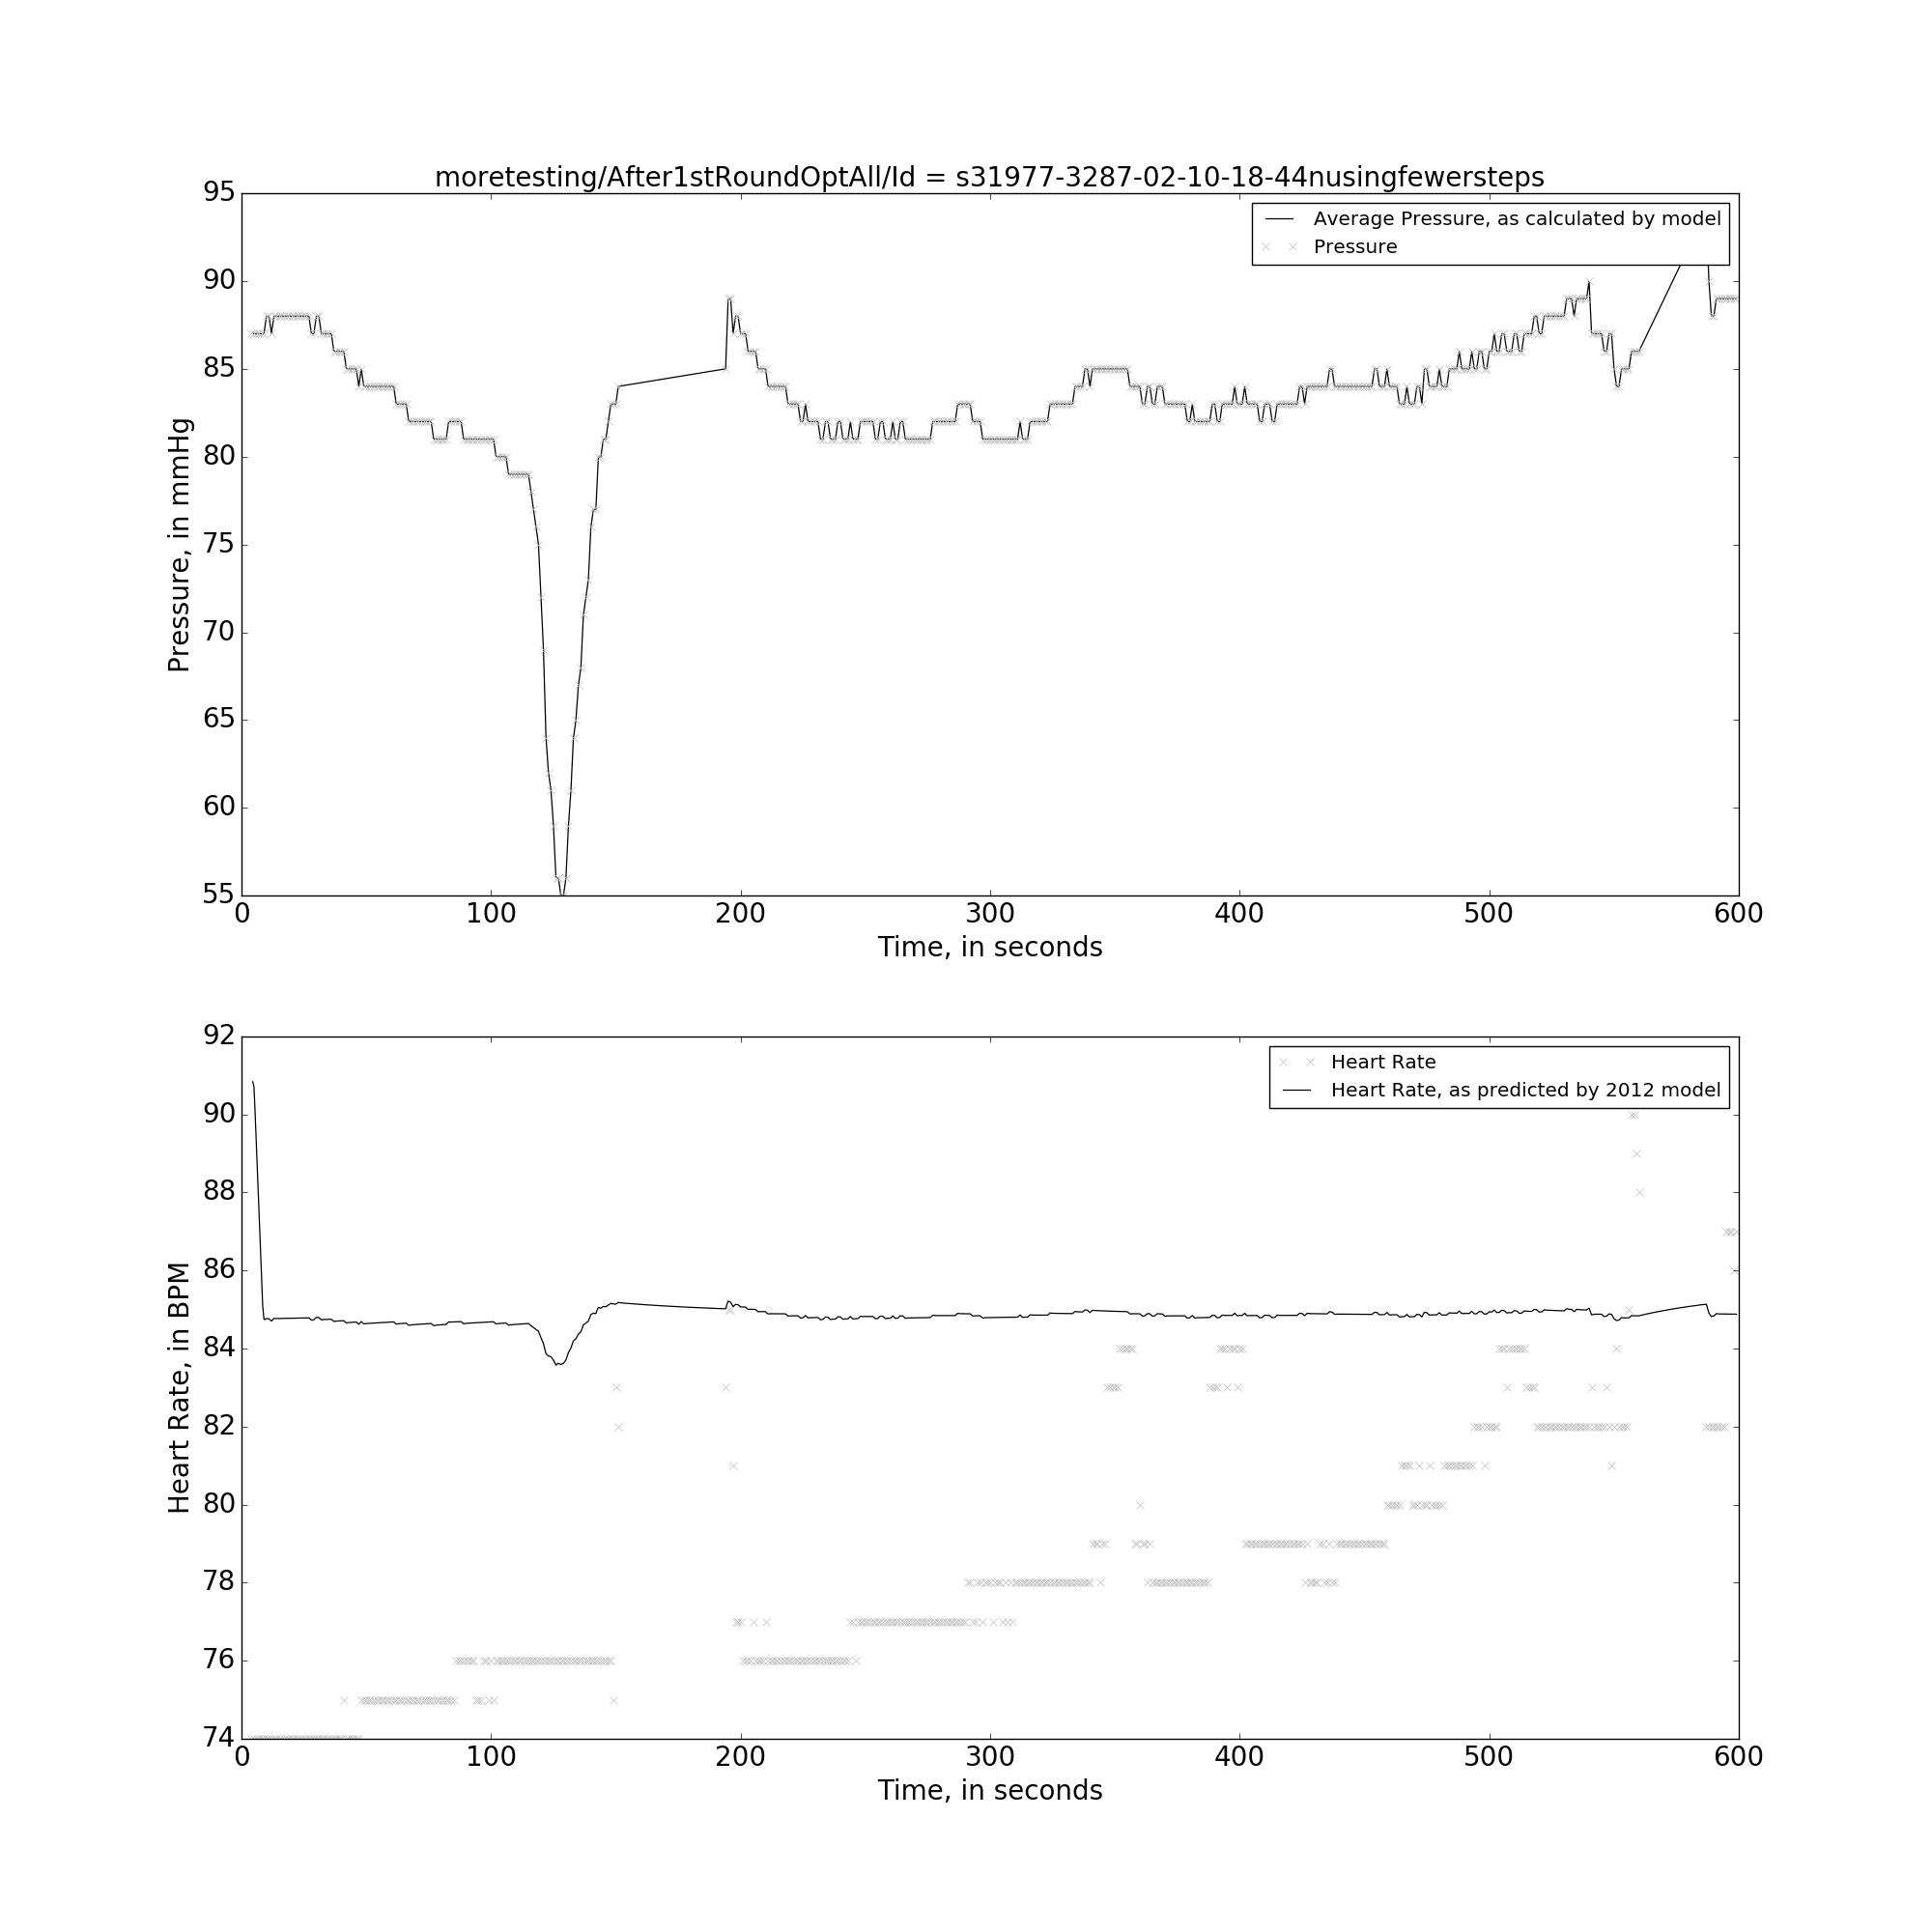 moretesting/After1stRoundOptAll/Id = s31977-3287-02-10-18-44nusingfewersteps
95
90
85
80
75
70
65
60
55
Pressure, in mmHg
Average Pressure, as calculated by model
Pressure
0 100 200 300 400 500 600
Time, in seconds
92
90
88
86
84
82
80
78
76
74
Heart Rate, in BPM
Heart Rate
Heart Rate, as predicted by 2012 model
0 100 200 300 400 500 600
Time, in seconds